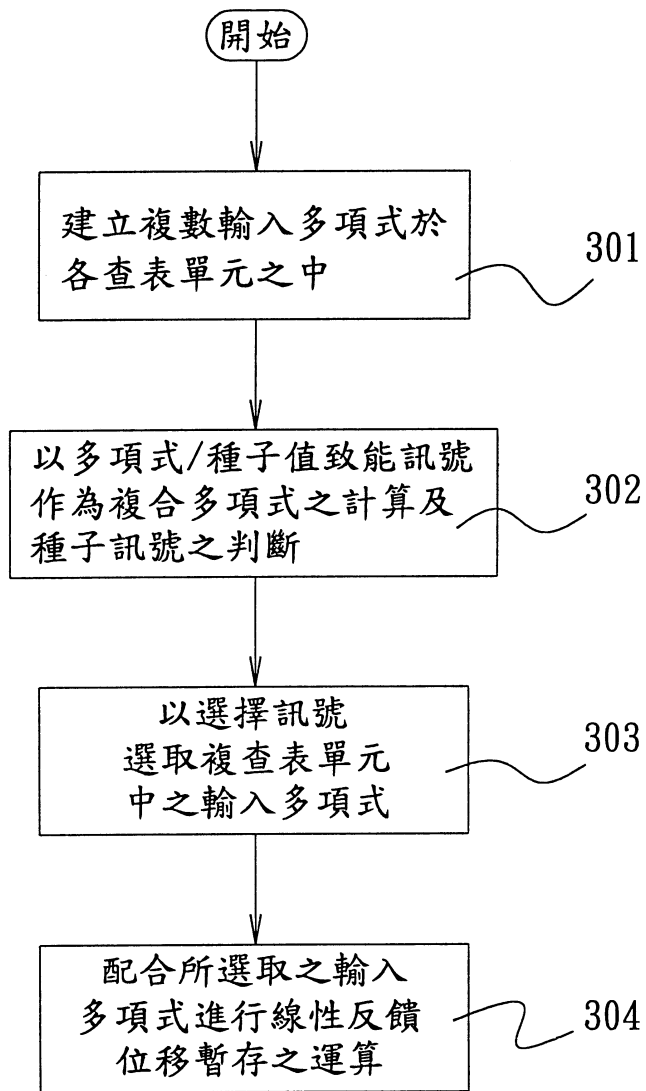 開始
建立複數輸入多項式於
各查表單元之中
301
以多項式/種子值致能訊號
作為複合多項式之計算及
種子訊號之判斷
302
以選擇訊號
選取複查表單元
中之輸入多項式
303
配合所選取之輸入
多項式進行線性反饋
位移暫存之運算
304